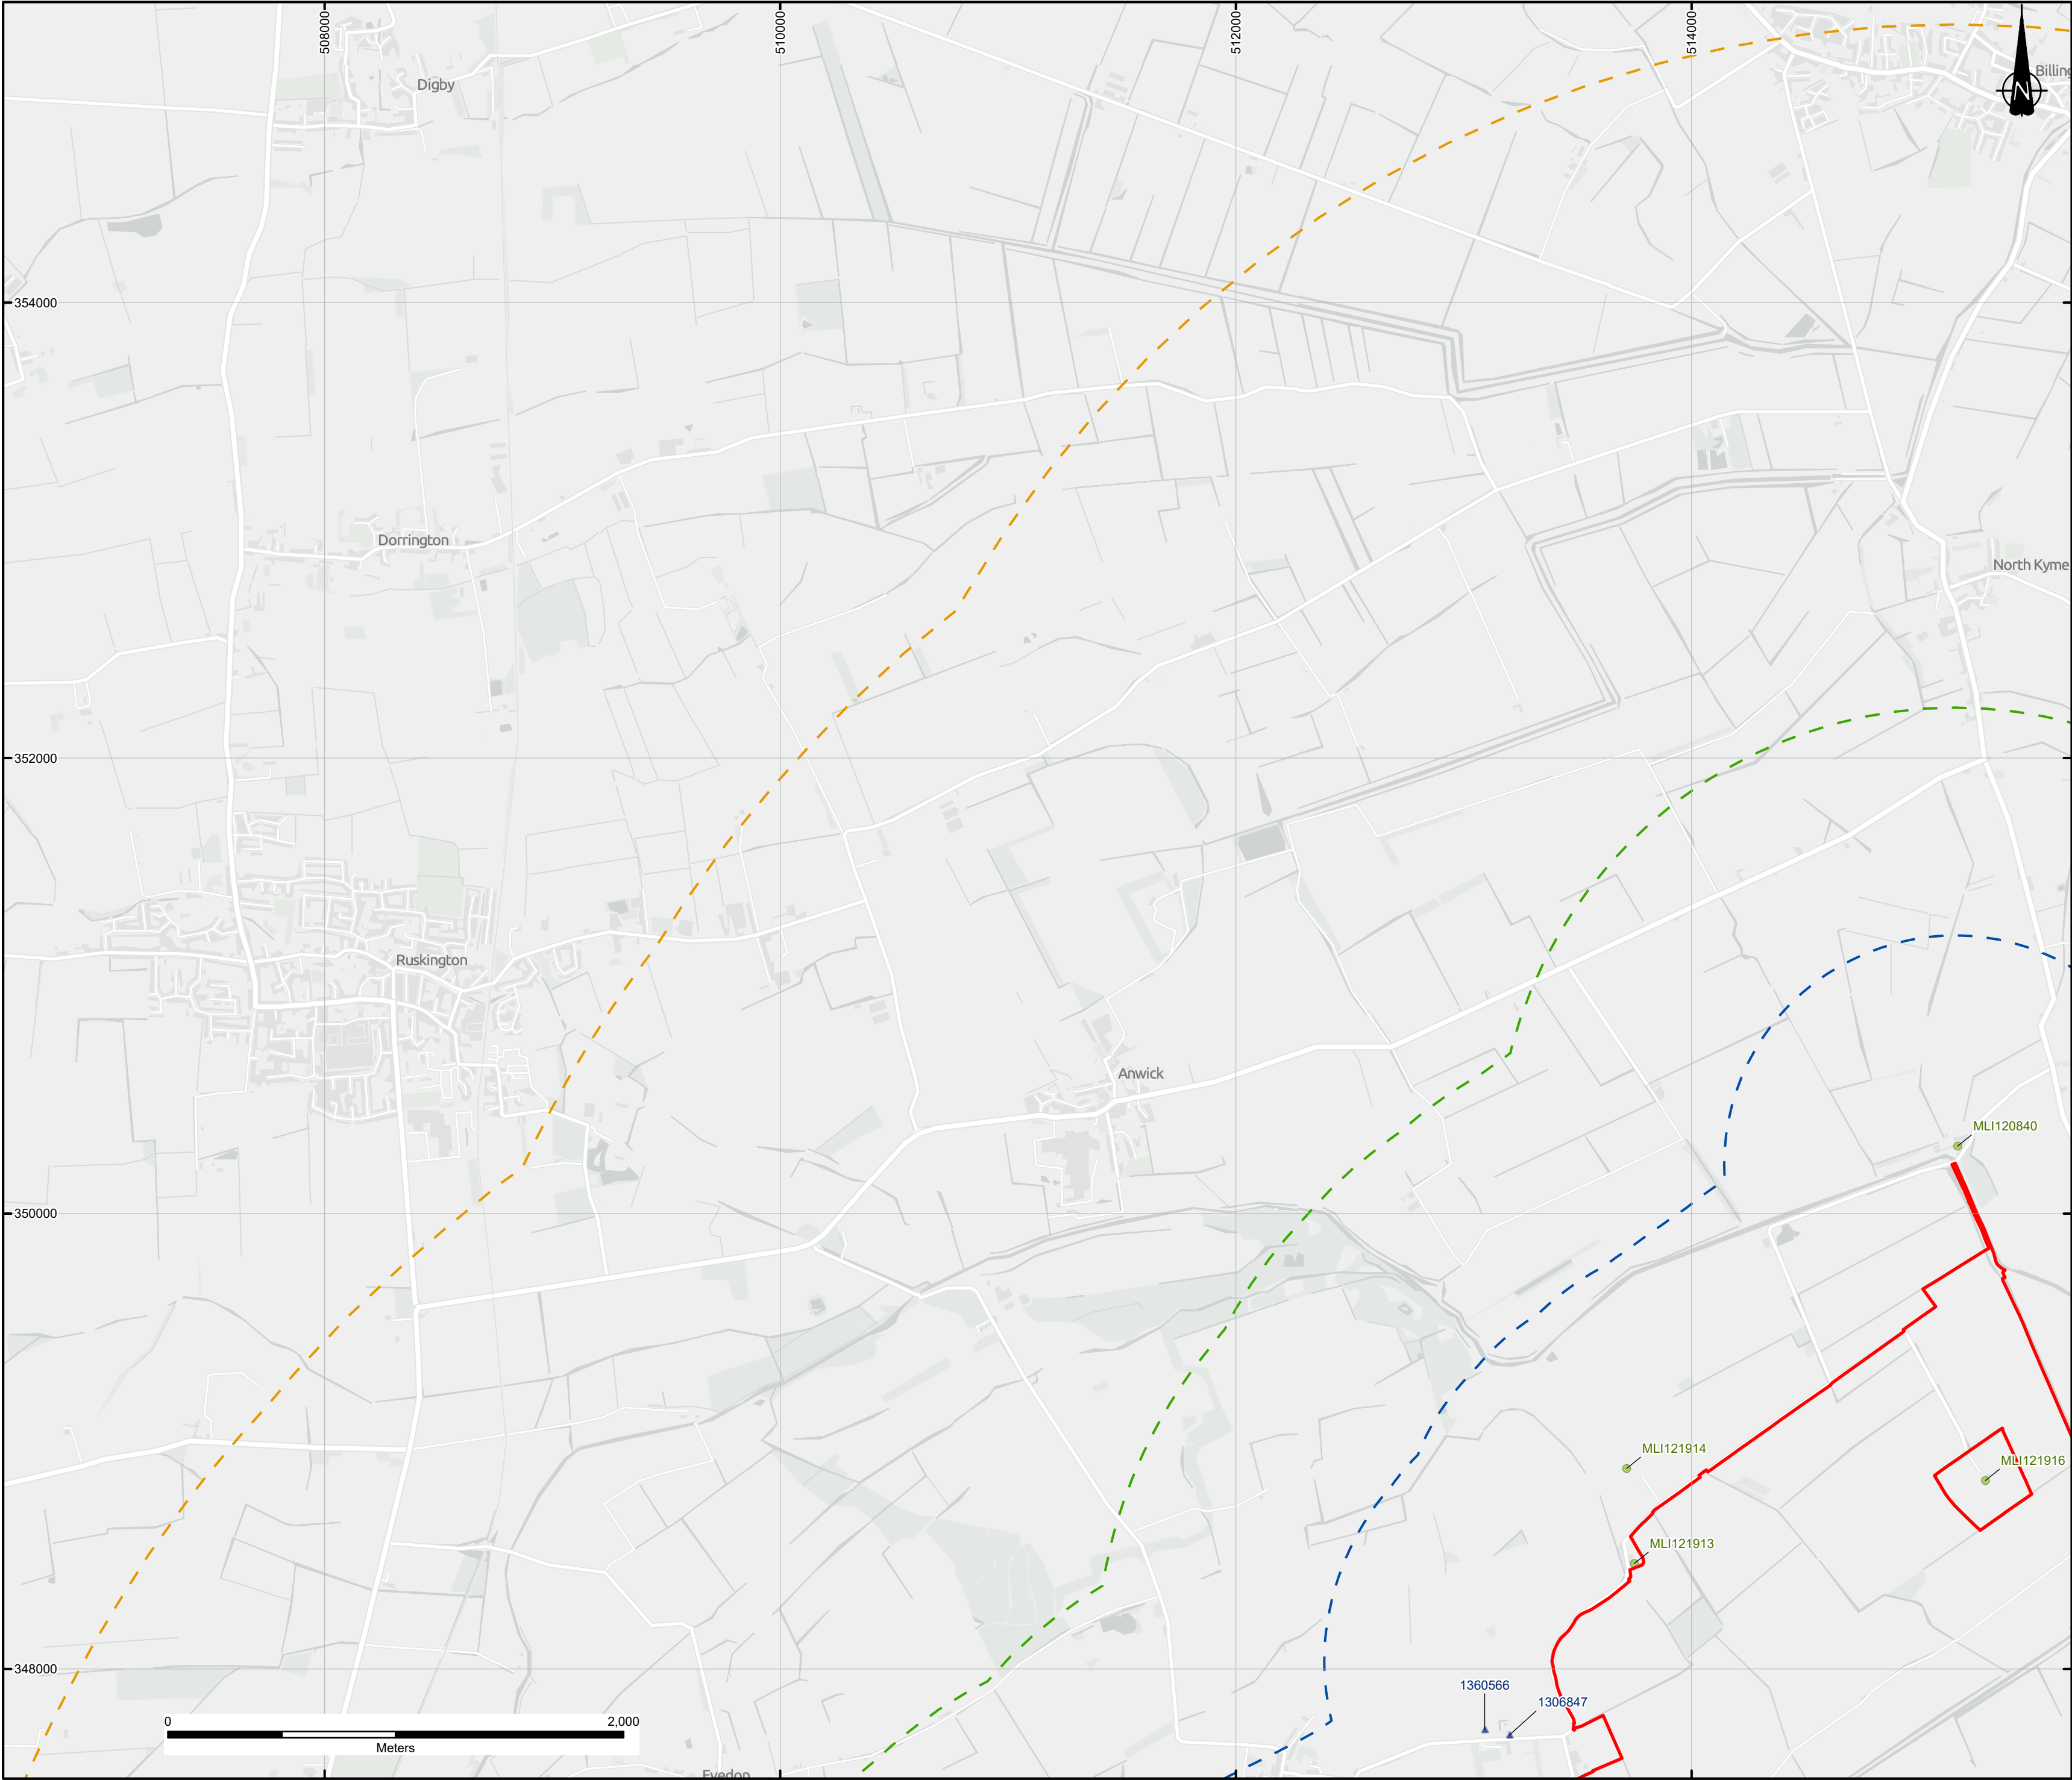 508000
510000
512000
514000
N
Digby
Billing
354000
Dorrington
North Kyme
352000
Ruskington
Anwick
MLI120840
350000
MLI121914
MLI121916
MLI121913
348000
1360566
1306847
0 2,000
Meters
Evedon